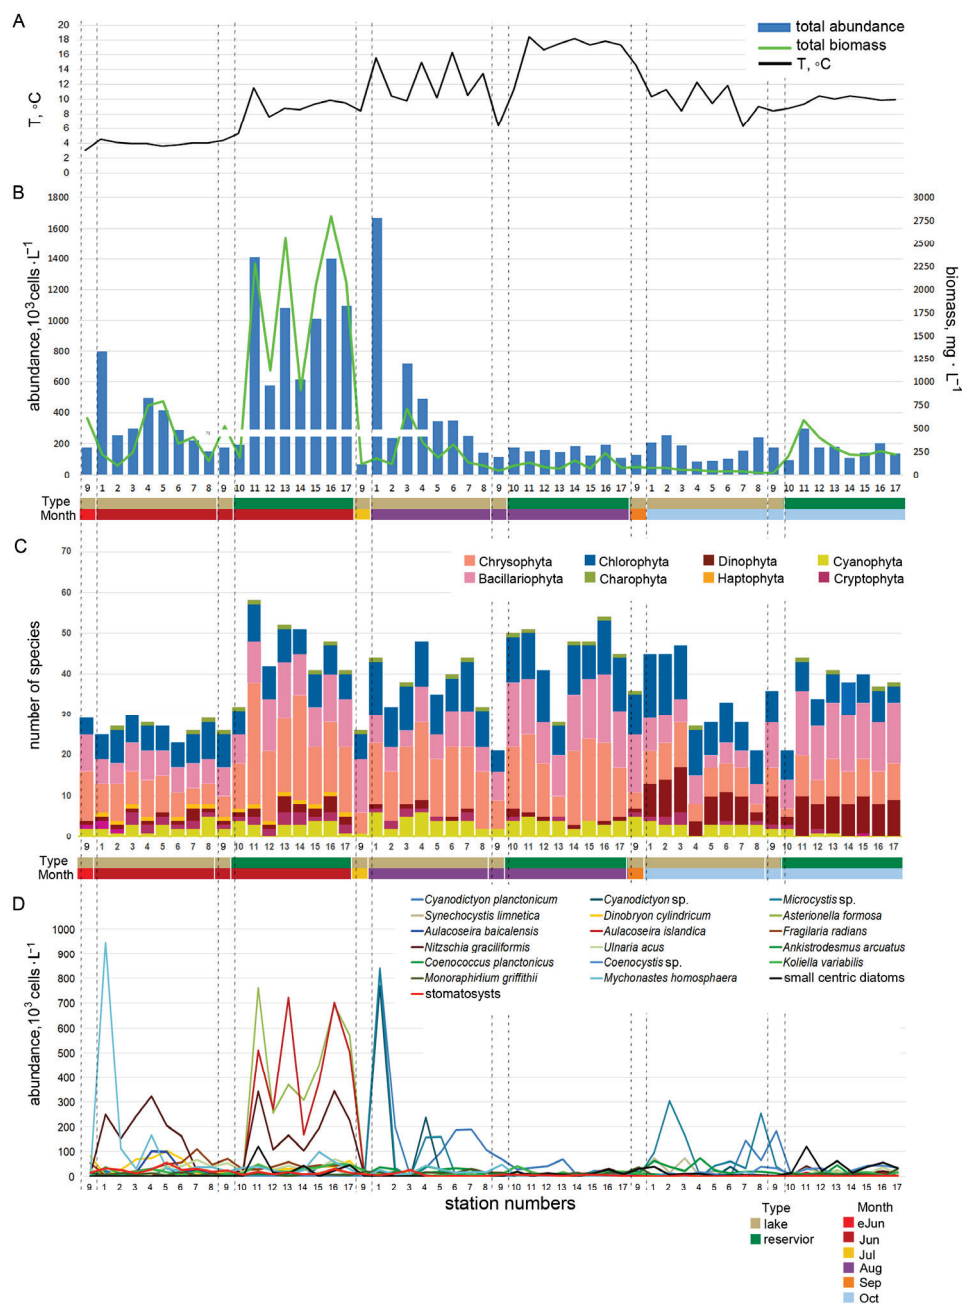 A
total abundance
total biomass
T, °C
T, °C
20
18
16
14
12
10
8
6
4
2
0
B
abundance,10³cells·L⁻¹
1800
1600
1400
1200
1000
800
600
400
200
0
3000
2750
2500
2250
2000
1750
1500
1250
1000
750
500
250
0
biomass, mg · L⁻¹
9 1 2 3 4 5 6 7 8 9 10 11 12 13 14 15 16 17 9 1 2 3 4 5 6 7 8 9 10 11 12 13 14 15 16 17 9 1 2 3 4 5 6 7 8 9 10 11 12 13 14 15 16 17
Type
Month
C
number of species
70
60
50
40
30
20
10
0
Chrysophyta Chlorophyta Dinophyta Cyanophyta
Bacillariophyta Charophyta Haptophyta Cryptophyta
9 1 2 3 4 5 6 7 8 9 10 11 12 13 14 15 16 17 9 1 2 3 4 5 6 7 8 9 10 11 12 13 14 15 16 17 9 1 2 3 4 5 6 7 8 9 10 11 12 13 14 15 16 17
Type
Month
D
Cyanodictyon planctonicum Cyanodictyon sp. Microcystis sp.
Synechocystis limnetica Dinobryon cylindricum Asterionella formosa
Aulacoseira baicalensis Aulacoseira islandica Fragilaria radians
Nitzschia graciliformis Ulnaria acus Ankistrodesmus arcuatus
Coenococcus planctonicus Coenocystis sp. Koliella variabilis
Monoraphidium griffithii Mychonastes homosphaera small centric diatoms
stomatosysts
abundance,10³ cells·L⁻¹
1000
900
800
700
600
500
400
300
200
100
0
9 1 2 3 4 5 6 7 8 9 10 11 12 13 14 15 16 17 9 1 2 3 4 5 6 7 8 9 10 11 12 13 14 15 16 17 9 1 2 3 4 5 6 7 8 9 10 11 12 13 14 15 16 17
station numbers
Type
lake
reservior
Month
eJun
Jun
Jul
Aug
Sep
Oct